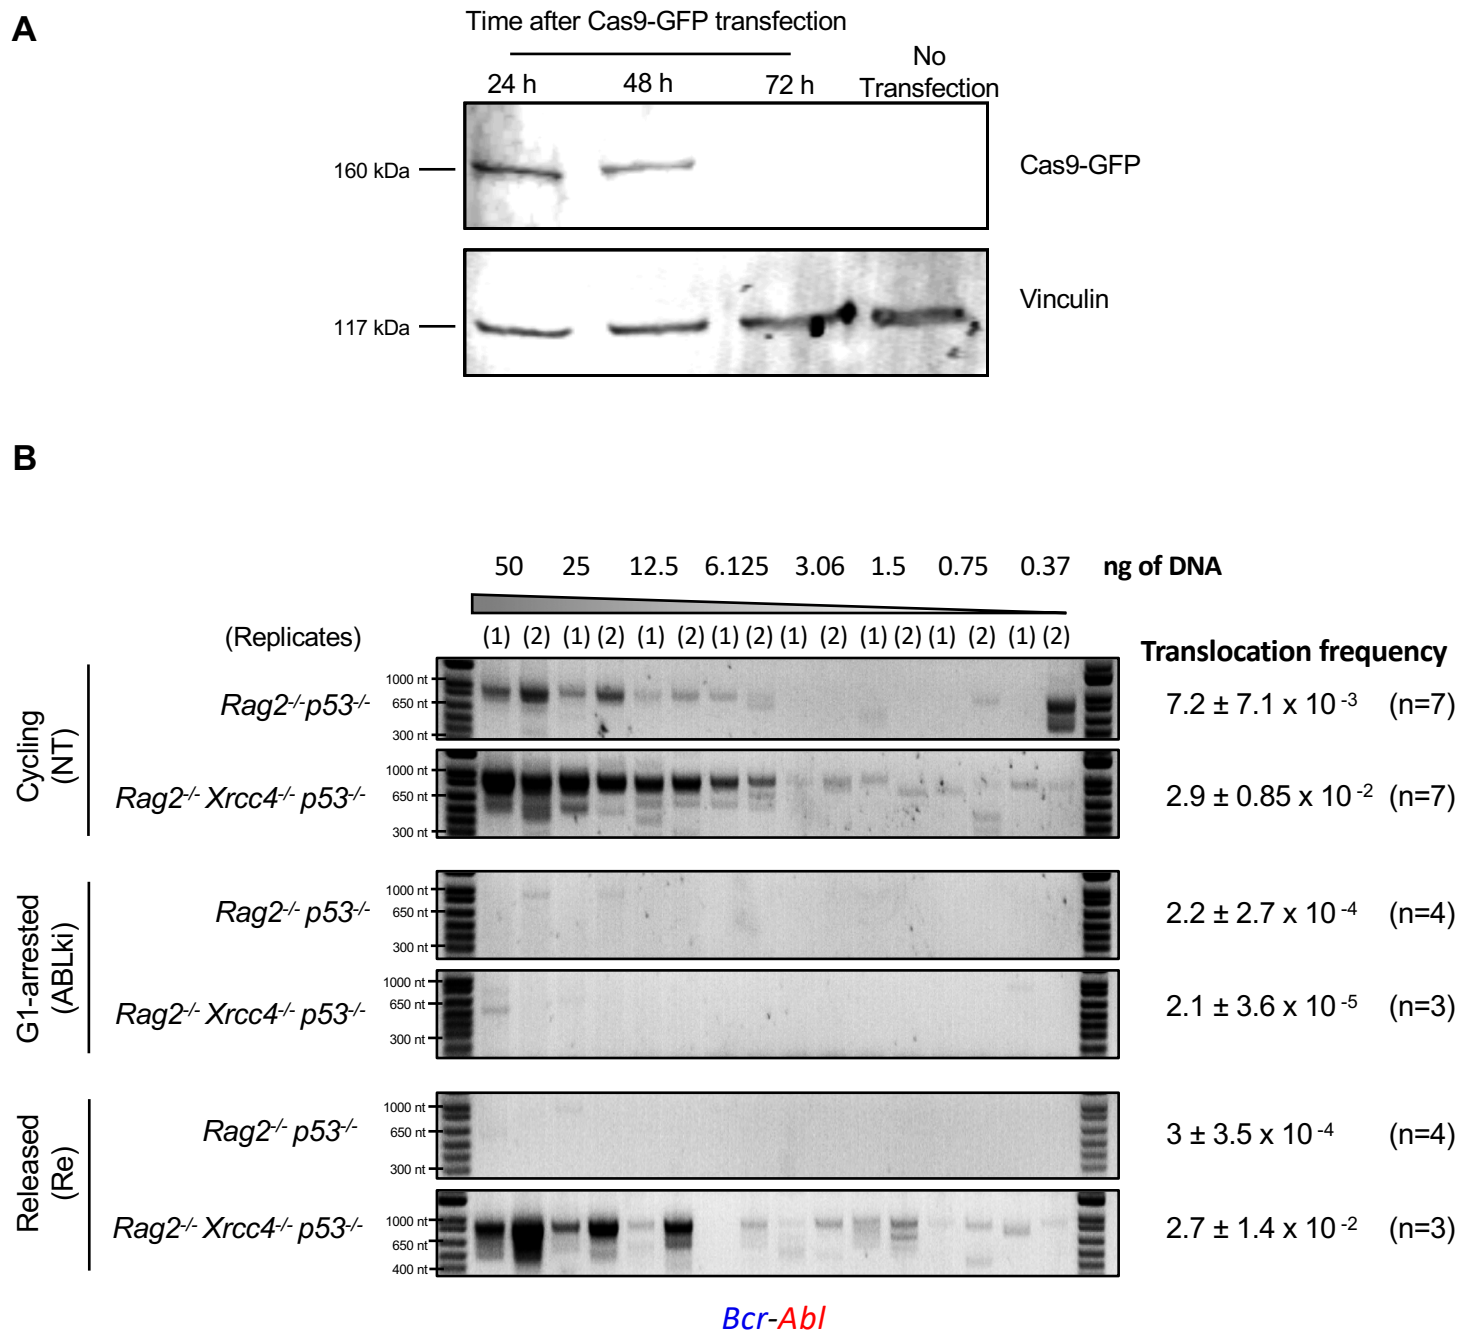 A
Time after Cas9-GFP transfection
24 h 48 h 72 h No Transfection
160 kDa Cas9-GFP
117 kDa Vinculin
B
50 25 12.5 6.125 3.06 1.5 0.75 0.37 ng of DNA
(Replicates) (1) (2) (1) (2) (1) (2) (1) (2) (1) (2) (1) (2) (1) (2) (1) (2) Translocation frequency
Cycling (NT)
Rag2-/- p53-/- 1000 nt 650 nt 300 nt 7.2 ± 7.1 x 10 -3 (n=7)
Rag2-/- Xrcc4-/- p53-/- 1000 nt 650 nt 300 nt 2.9 ± 0.85 x 10 -2 (n=7)
G1-arrested (ABLki)
Rag2-/- p53-/- 1000 nt 650 nt 300 nt 2.2 ± 2.7 x 10 -4 (n=4)
Rag2-/- Xrcc4-/- p53-/- 1000 nt 650 nt 300 nt 2.1 ± 3.6 x 10 -5 (n=3)
Released (Re)
Rag2-/- p53-/- 1000 nt 650 nt 300 nt 3 ± 3.5 x 10 -4 (n=4)
Rag2-/- Xrcc4-/- p53-/- 1000 nt 650 nt 400 nt 2.7 ± 1.4 x 10 -2 (n=3)
Bcr-Abl